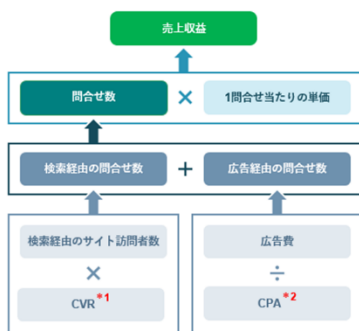 売上収益
問合せ数 × 1問合せ当たりの単価
検索経由の問合せ数 + 広告経由の問合せ数
検索経由のサイト訪問者数 広告費
× ÷
CVR*1 CPA*2